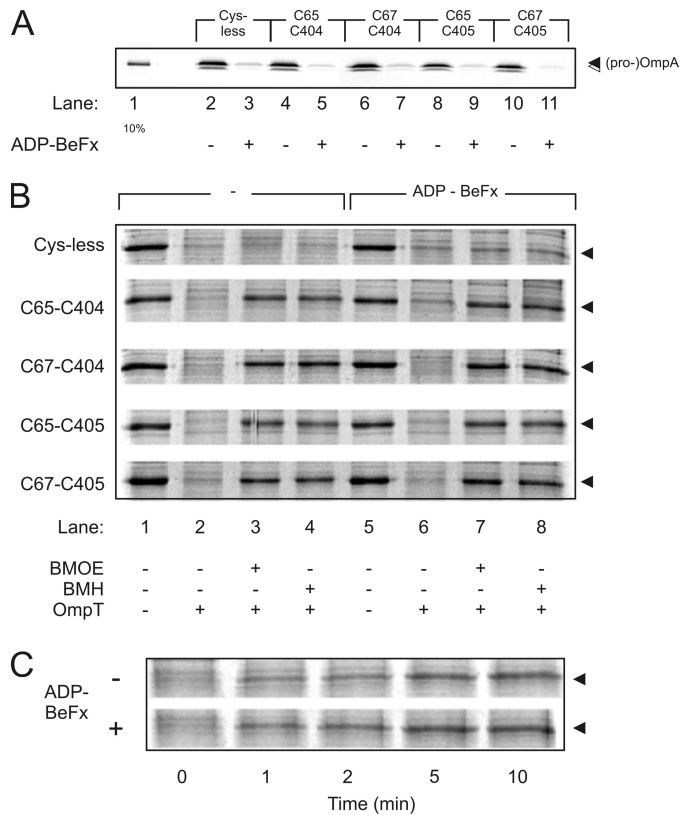 A
Cys-less C65 C404 C67 C404 C65 C405 C67 C405
(pro-)OmpA
Lane: 1 2 3 4 5 6 7 8 9 10 11
10%
ADP-BeFx - + - + - + - + - +
B
- ADP - BeFx
Cys-less
C65-C404
C67-C404
C65-C405
C67-C405
Lane: 1 2 3 4 5 6 7 8
BMOE - - + - - - + -
BMH - - - + - - - +
OmpT - + + + - + + +
C
ADP-BeFx
-
+
0 1 2 5 10
Time (min)